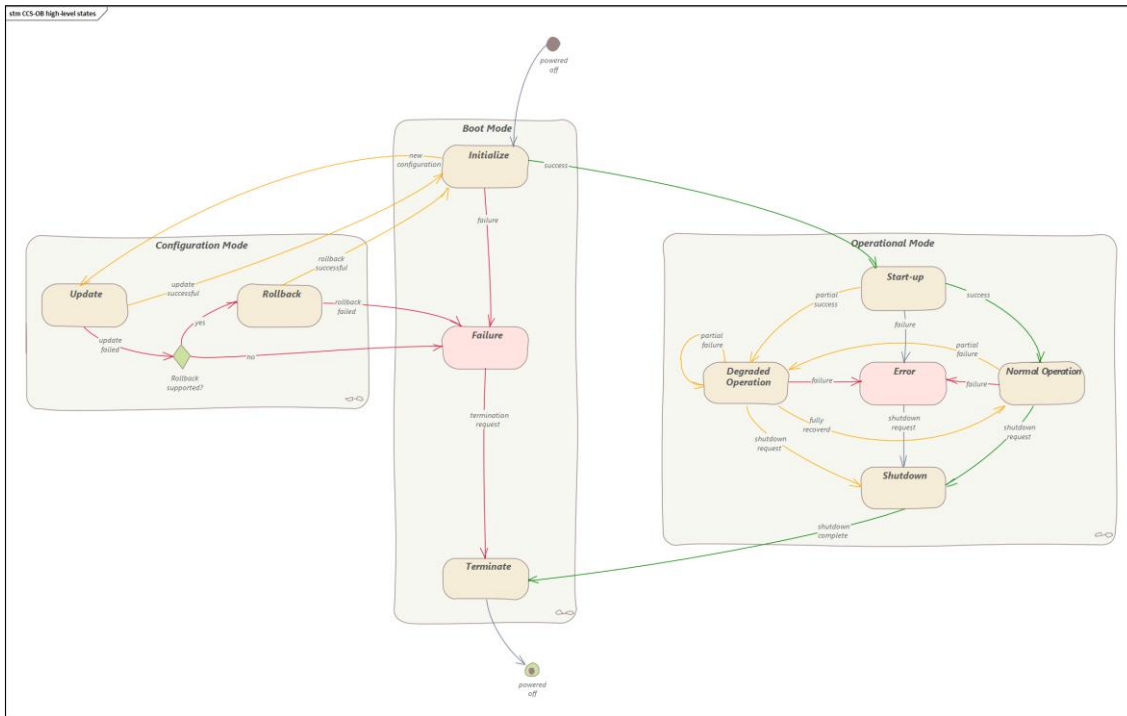 stm CCS-OB high-level states
powered
off
Boot Mode
Initialize
new
configuration
success
failure
Configuration Mode
Operational Mode
rollback
successful
Start-up
update
successful
Update
Rollback
partial
success
success
rollback
failed
yes
failure
update
failed
Failure
partial
failure
partial
failure
no
Degraded
Operation
Error
Normal Operation
Rollback
supported?
failure
failure
termination
request
shutdown
request
fully
recoverd
shutdown
request
shutdown
request
Shutdown
shutdown
complete
Terminate
powered
off